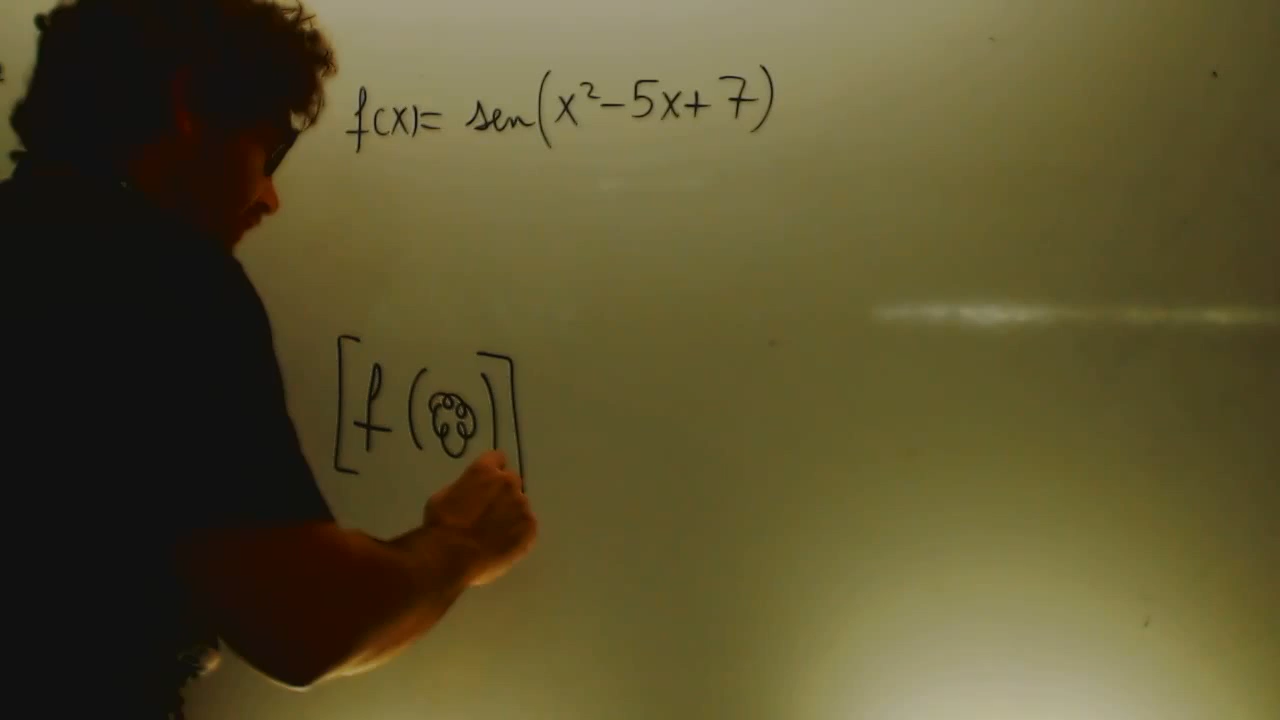 f(x)= sen(x²-5x+7)
[f( )]